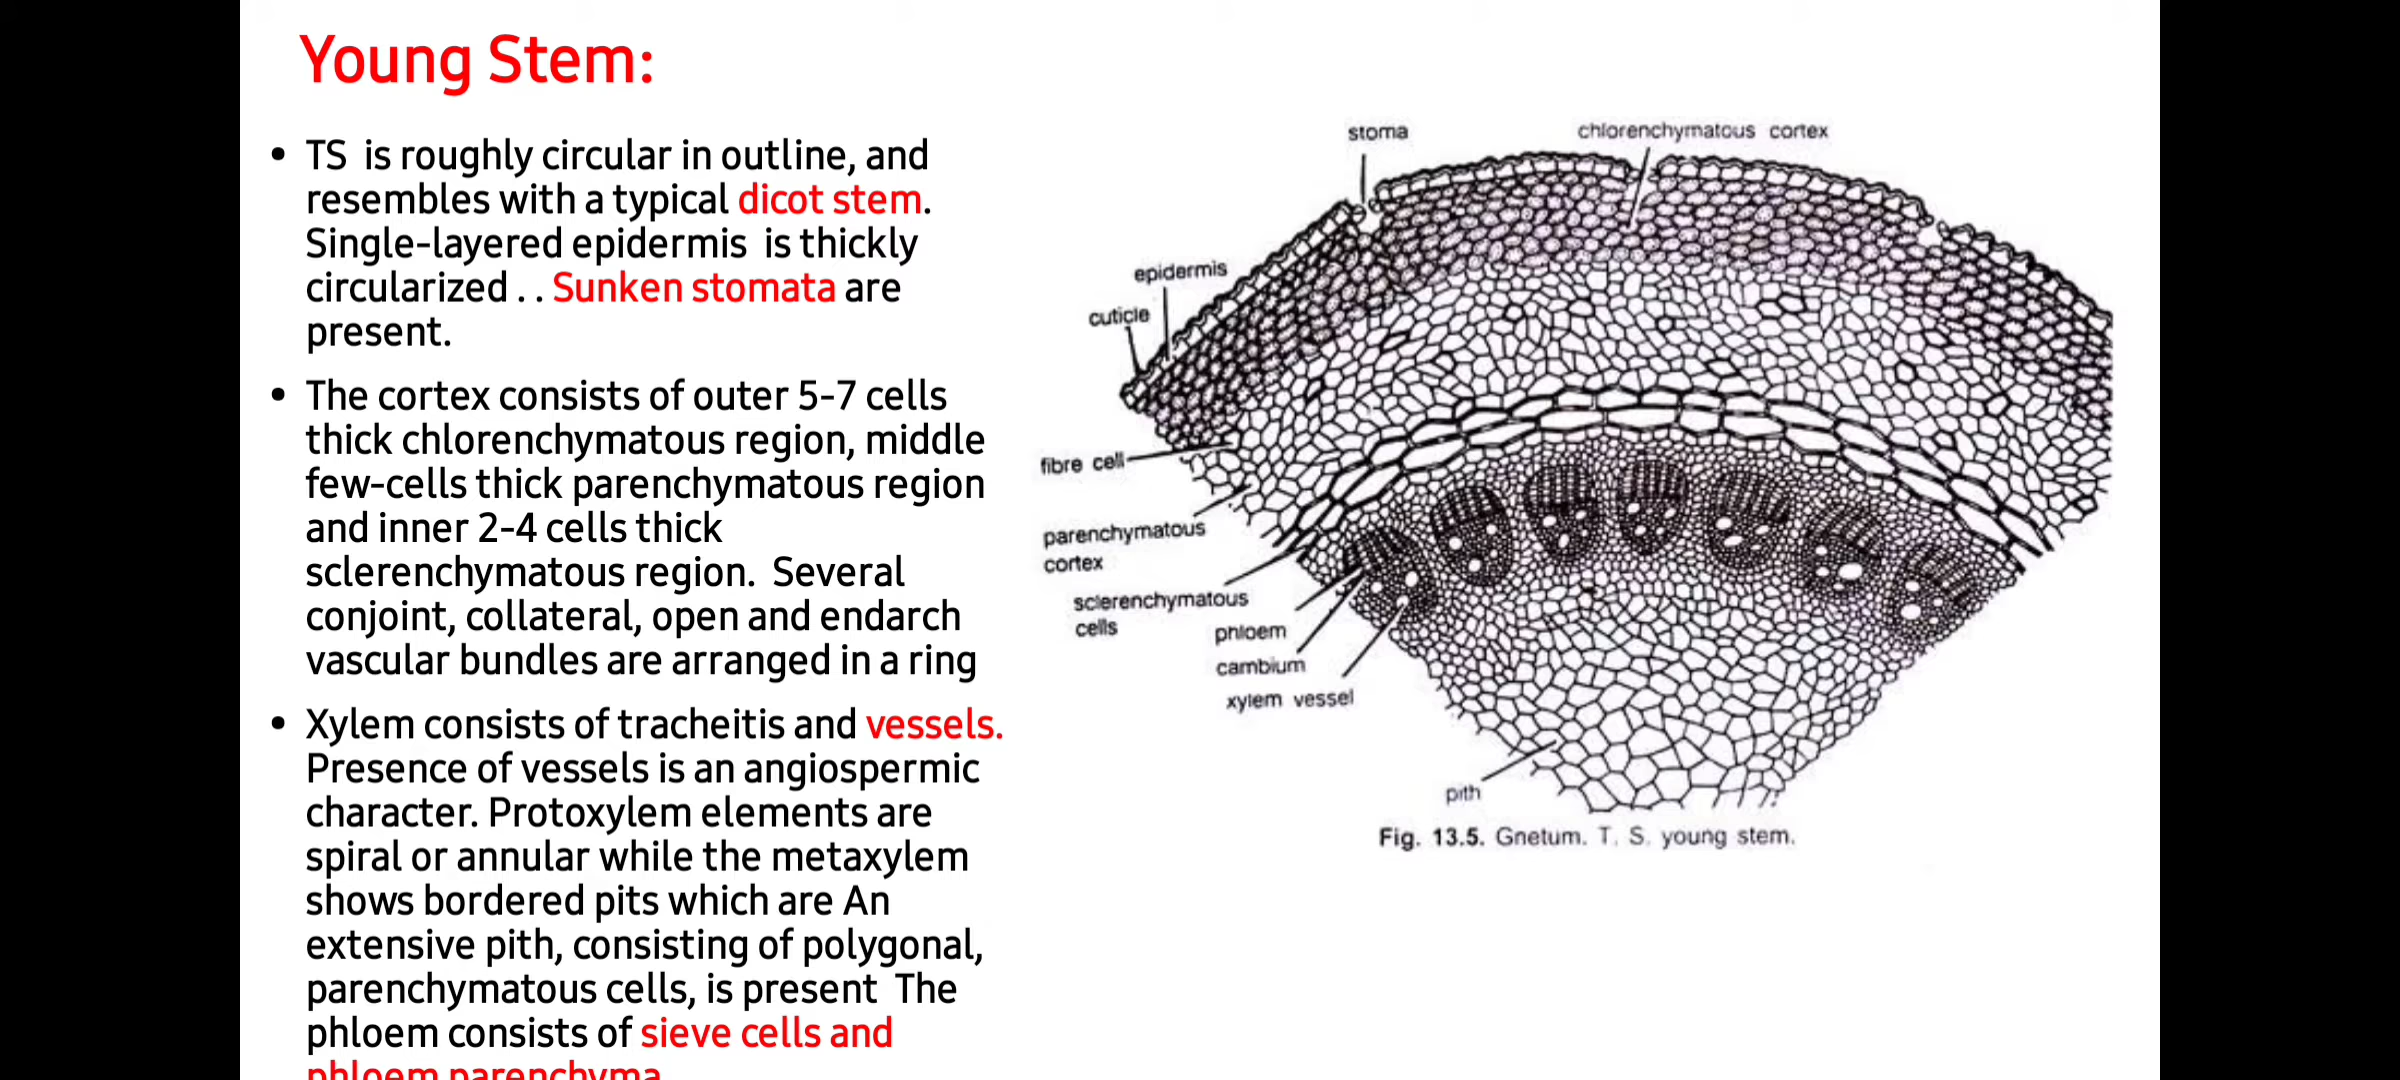 Young Stem:
• TS is roughly circular in outline, and
resembles with a typical dicot stem.
Single-layered epidermis is thickly
circularized . . Sunken stomata are
present.
• The cortex consists of outer 5-7 cells
thick chlorenchymatous region, middle
few-cells thick parenchymatous region
and inner 2-4 cells thick
sclerenchymatous region. Several
conjoint, collateral, open and endarch
vascular bundles are arranged in a ring
• Xylem consists of tracheitis and vessels.
Presence of vessels is an angiospermic
character. Protoxylem elements are
spiral or annular while the metaxylem
shows bordered pits which are An
extensive pith, consisting of polygonal,
parenchymatous cells, is present The
phloem consists of sieve cells and
phloem parenchyma
stoma
chlorenchymatous cortex
epidermis
cuticle
fibre cell
parenchymatous
cortex
sclerenchymatous
cells
phloem
cambium
xylem vessel
pith
Fig. 13.5. Gnetum. T. S. young stem.